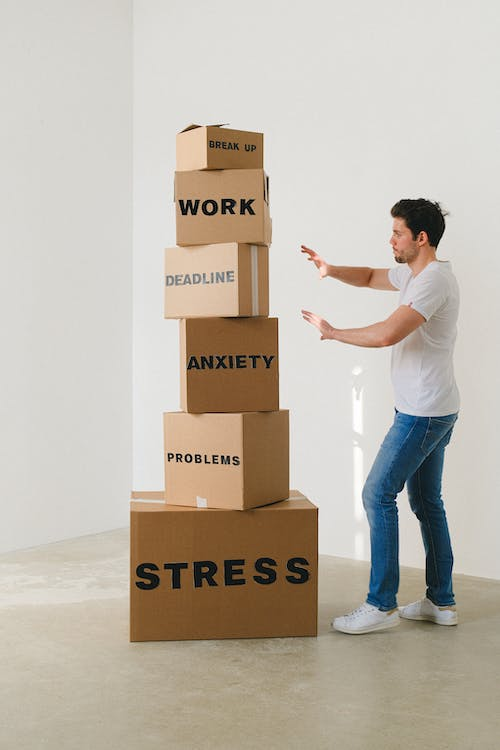 BREAK UP
WORK
DEADLINE
ANXIETY
PROBLEMS
STRESS